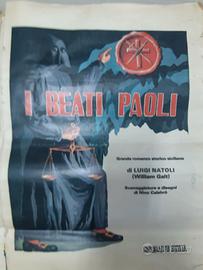 I BEATI PAOLI
Grande romanzo storico siciliano
di LUIGI NATOLI
(William Galt)
Sceneggiatura e disegni
di Nino Calabrò